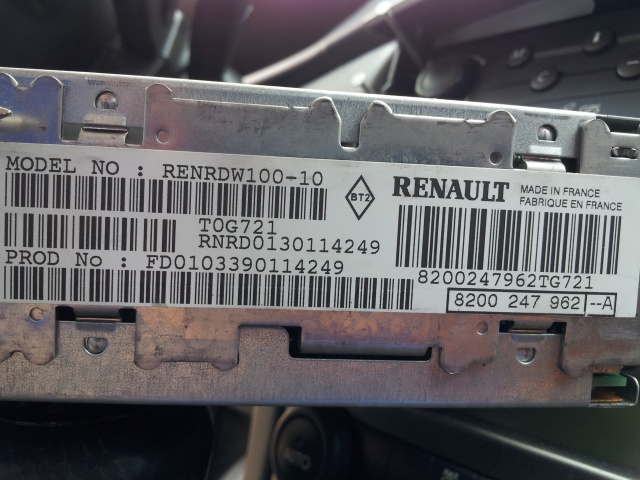 MODEL NO : RENRDW100-10
T0G721
RNRD0130114249
PROD No : FD0103390114249
BT2
RENAULT
MADE IN FRANCE
FABRIQUE EN FRANCE
8200247962TG721
8200 247 962 --A